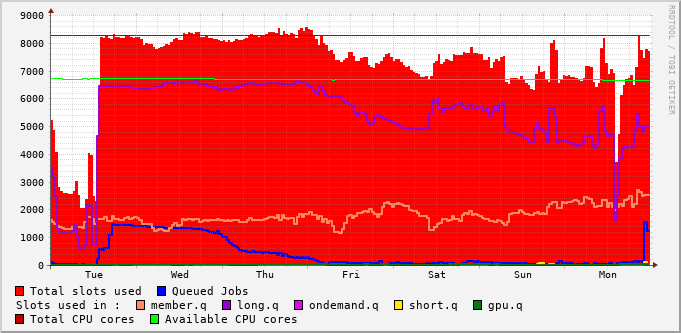 9000
8000
7000
6000
5000
4000
3000
2000
1000
0
Tue Wed Thu Fri Sat Sun Mon
RRDTOOL / TOBI OETIKER
Total slots used Queued Jobs
Slots used in : member.q long.q ondemand.q short.q gpu.q
Total CPU cores Available CPU cores